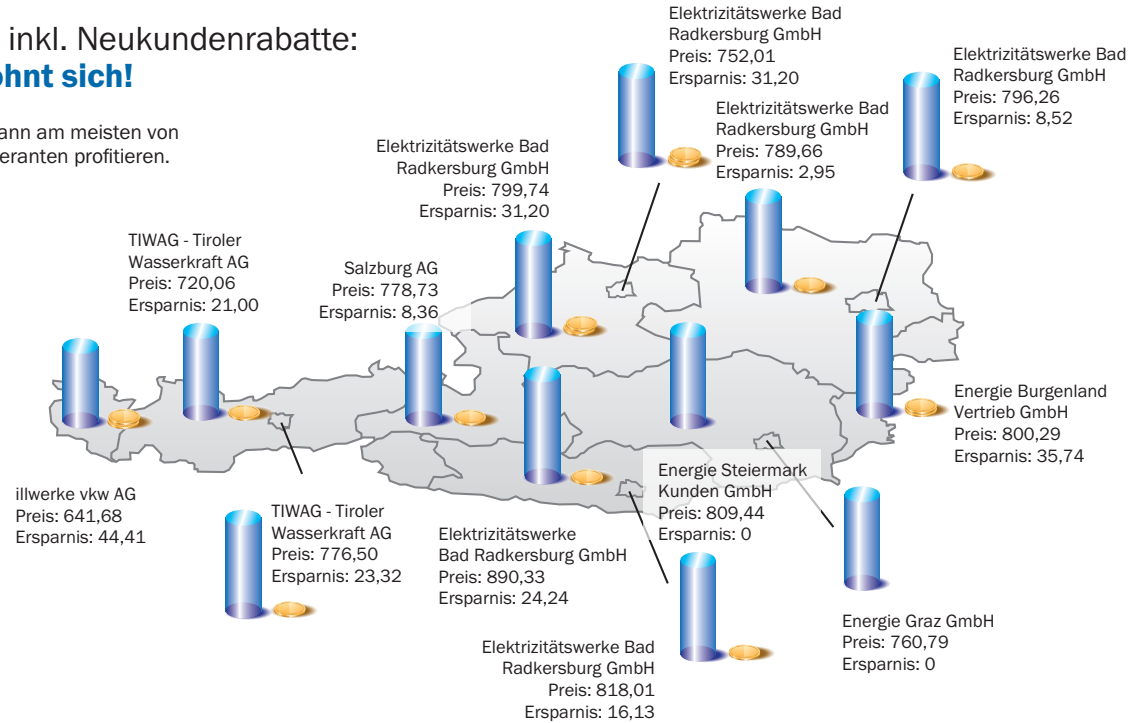 inkl. Neukundenrabatte:
ohnt sich!
ann am meisten von
eranten profitieren.
Elektrizitätswerke Bad
Radkersburg GmbH
Preis: 752,01
Ersparnis: 31,20
Elektrizitätswerke Bad
Radkersburg GmbH
Preis: 796,26
Ersparnis: 8,52
Elektrizitätswerke Bad
Radkersburg GmbH
Preis: 789,66
Ersparnis: 2,95
Elektrizitätswerke Bad
Radkersburg GmbH
Preis: 799,74
Ersparnis: 31,20
TIWAG - Tiroler
Wasserkraft AG
Preis: 720,06
Ersparnis: 21,00
Salzburg AG
Preis: 778,73
Ersparnis: 8,36
Energie Burgenland
Vertrieb GmbH
Preis: 800,29
Ersparnis: 35,74
illwerke vkw AG
Preis: 641,68
Ersparnis: 44,41
TIWAG - Tiroler
Wasserkraft AG
Preis: 776,50
Ersparnis: 23,32
Elektrizitätswerke
Bad Radkersburg GmbH
Preis: 890,33
Ersparnis: 24,24
Energie Steiermark
Kunden GmbH
Preis: 809,44
Ersparnis: 0
Energie Graz GmbH
Preis: 760,79
Ersparnis: 0
Elektrizitätswerke Bad
Radkersburg GmbH
Preis: 818,01
Ersparnis: 16,13